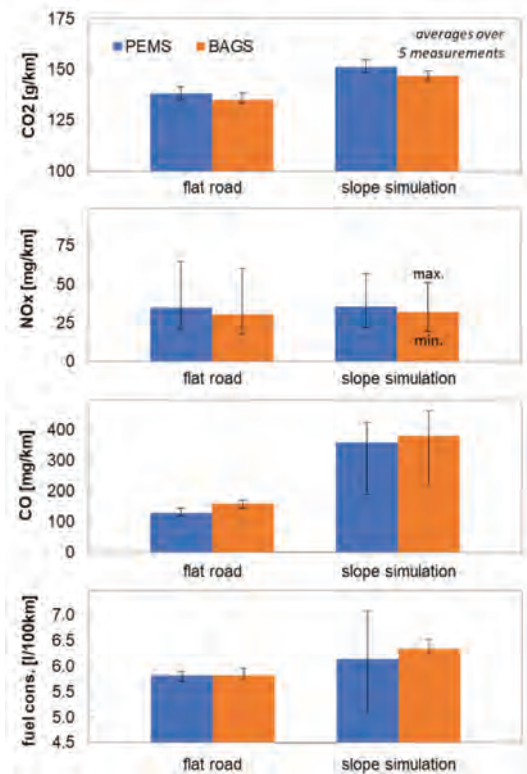 175
150
125
100
CO2 [g/km]
PEMS
BAGS
averages over
5 measurements
flat road
slope simulation
75
50
25
0
NOx [mg/km]
max.
min.
flat road
slope simulation
400
300
200
100
0
CO [mg/km]
flat road
slope simulation
7.0
6.5
6.0
5.5
5.0
4.5
fuel cons. [l/100km]
flat road
slope simulation